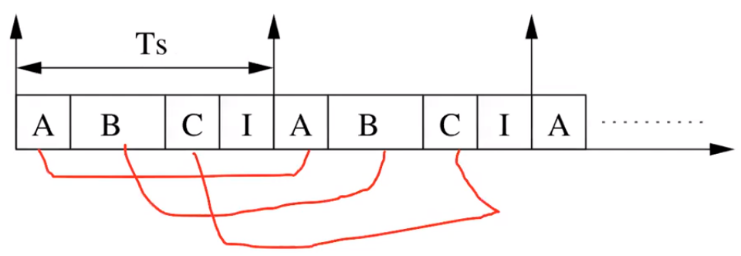 Ts
A B C I A B C I A ..........